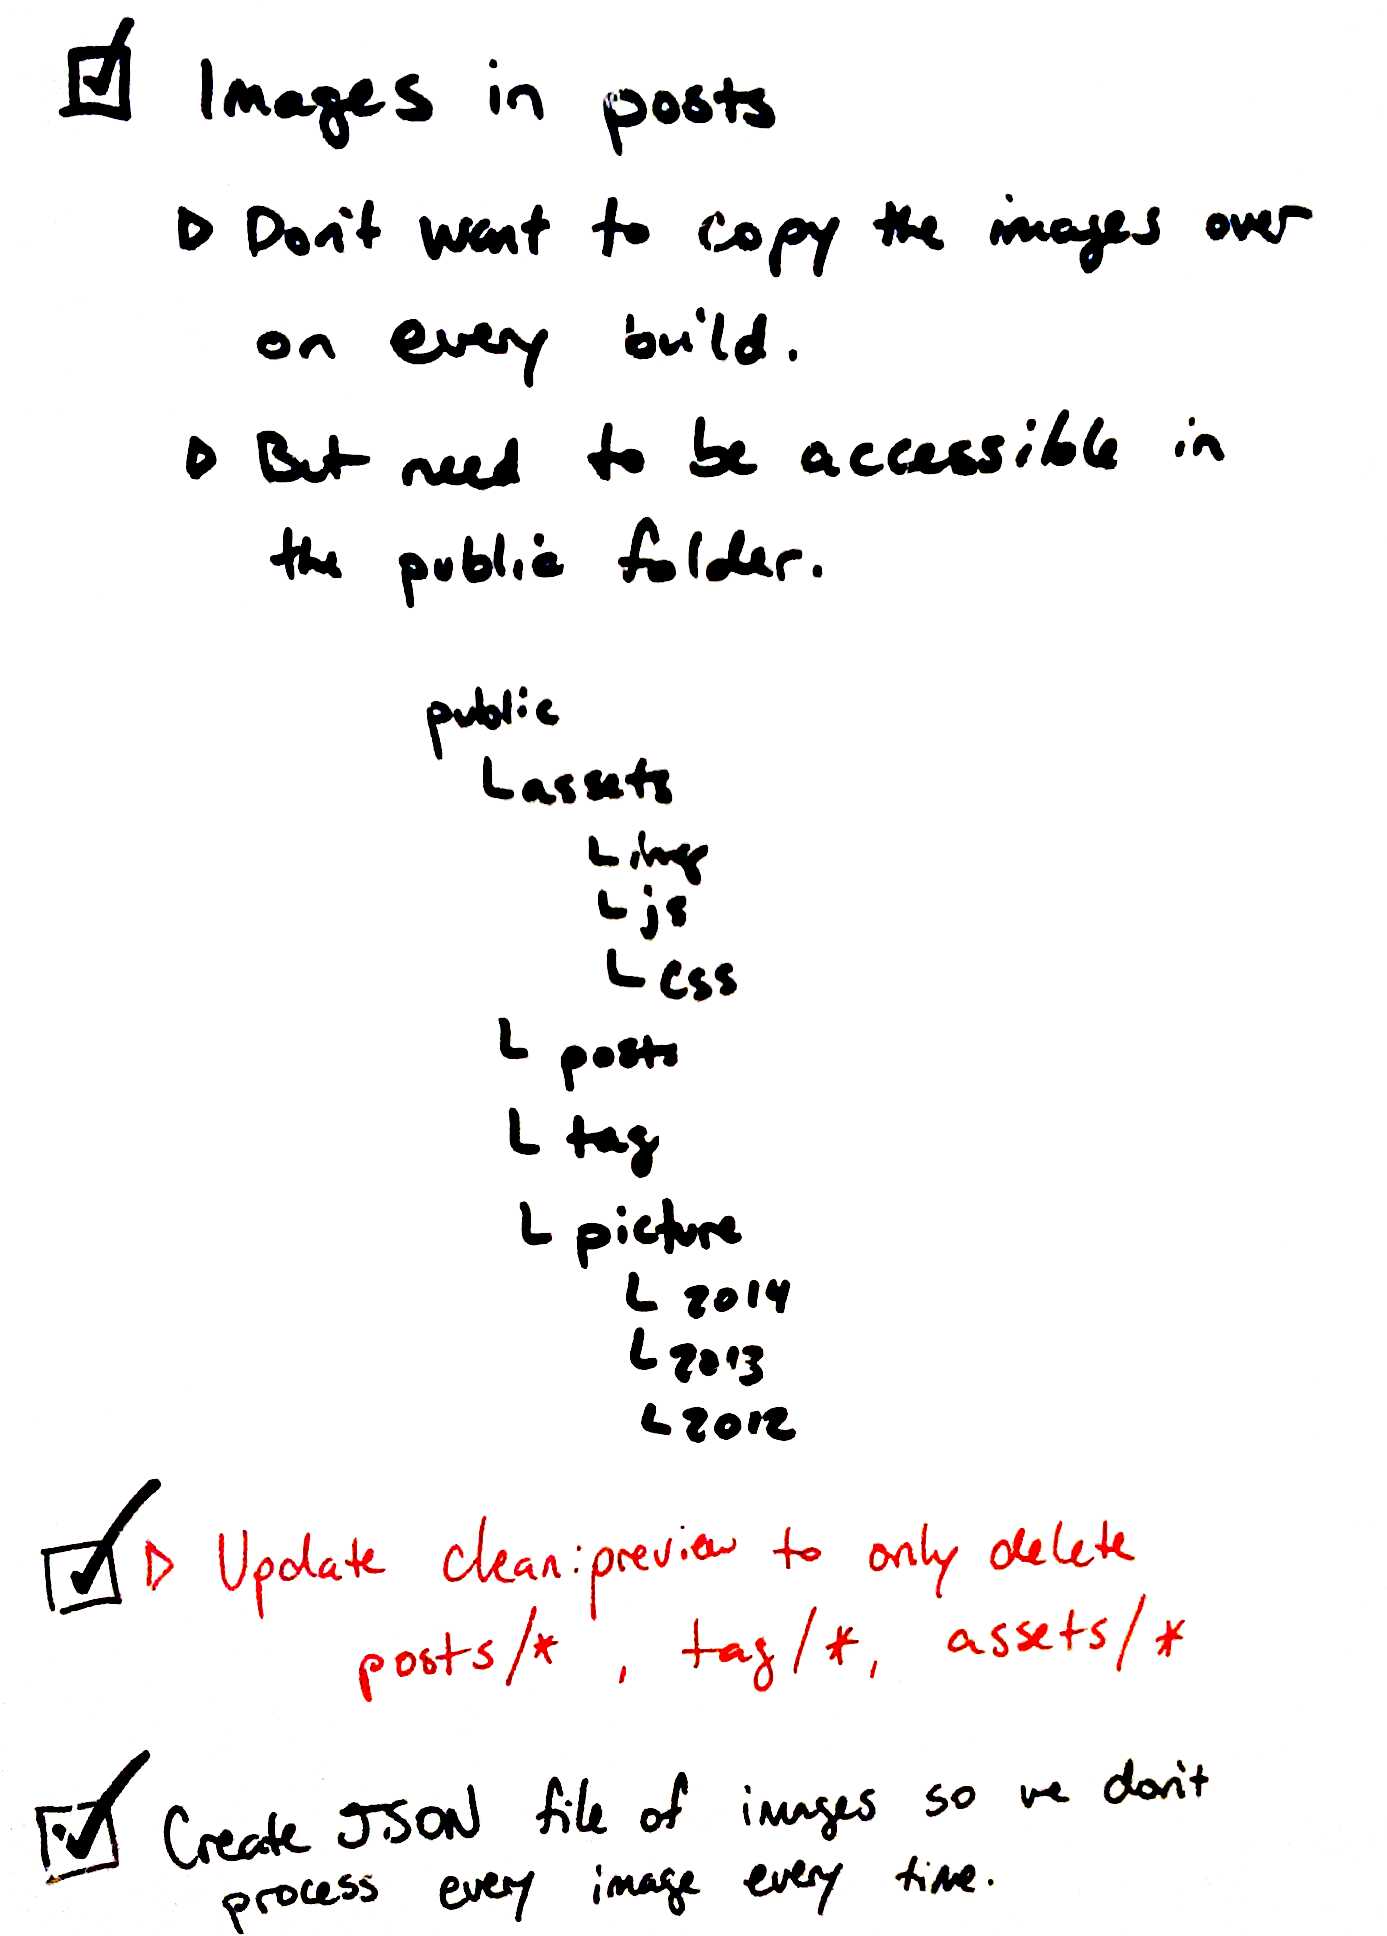 Images in posts
Don't want to copy the images over
on every build.
But need to be accessible in
the public folder.
public
assets
img
js
css
posts
tag
picture
2014
2013
2012
Update clean:preview to only delete
posts/*, tag/*, assets/*
Create JSON file of images so we don't
process every image every time.